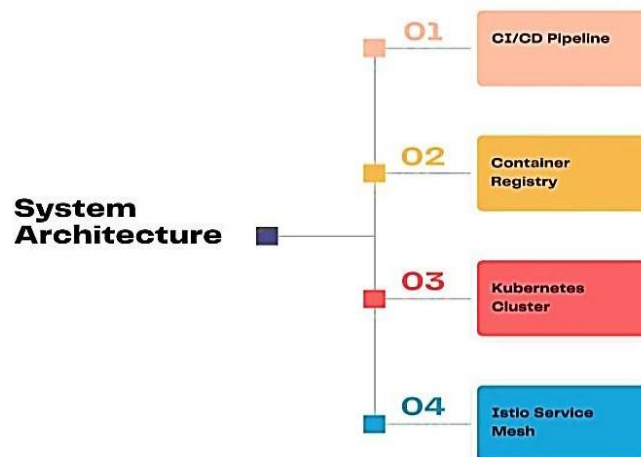 System
Architecture
01
CI/CD Pipeline
02
Container
Registry
03
Kubernetes
Cluster
04
Istio Service
Mesh